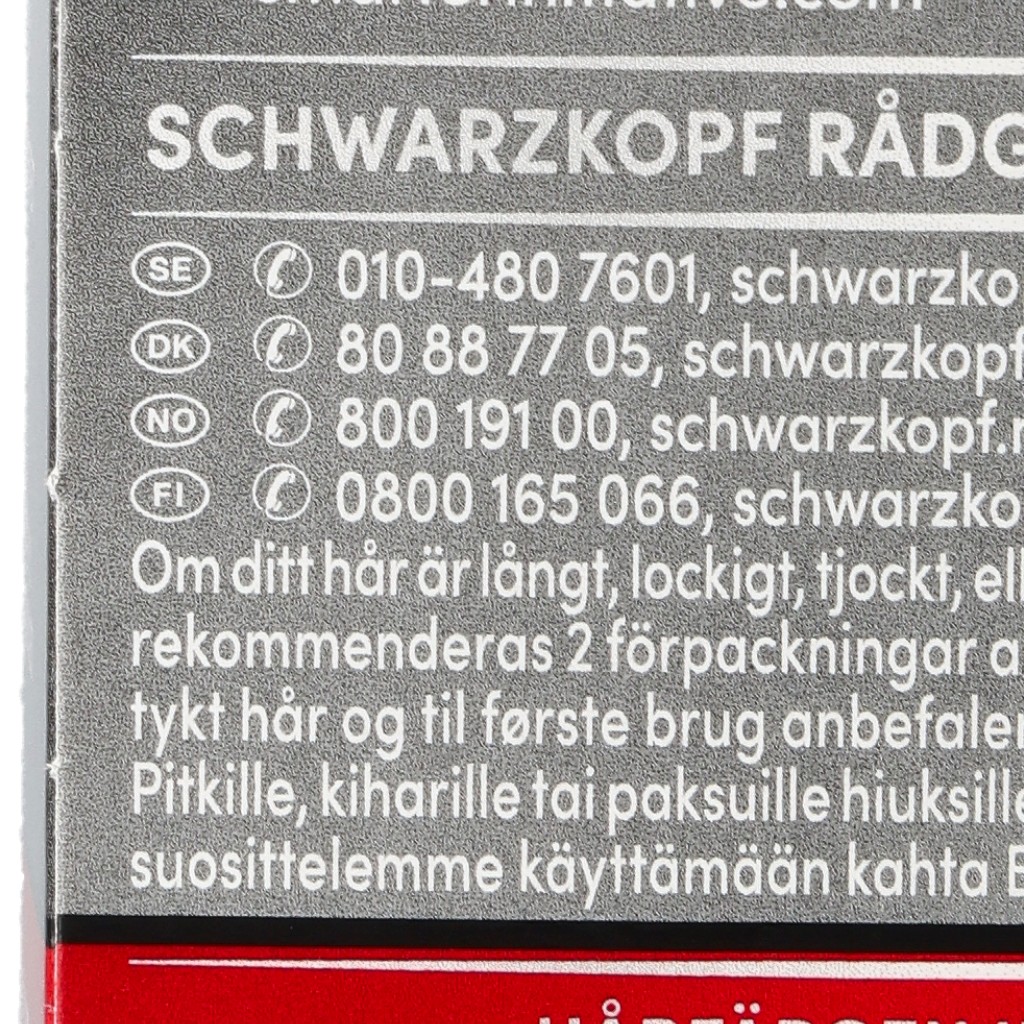 SCHWARZKOPF RÅDG
SE 010-480 7601, schwarzko
DK 80 88 77 05, schwarzkopf
NO 800 191 00, schwarzkopf.n
FI 0800 165 066, schwarzko
Om ditt hår är långt, lockigt, tjockt, ell
rekommenderas 2 förpackningar a
tykt hår og til første brug anbefaler
Pitkille, kiharille tai paksuille hiuksille
suosittelemme käyttämään kahta E